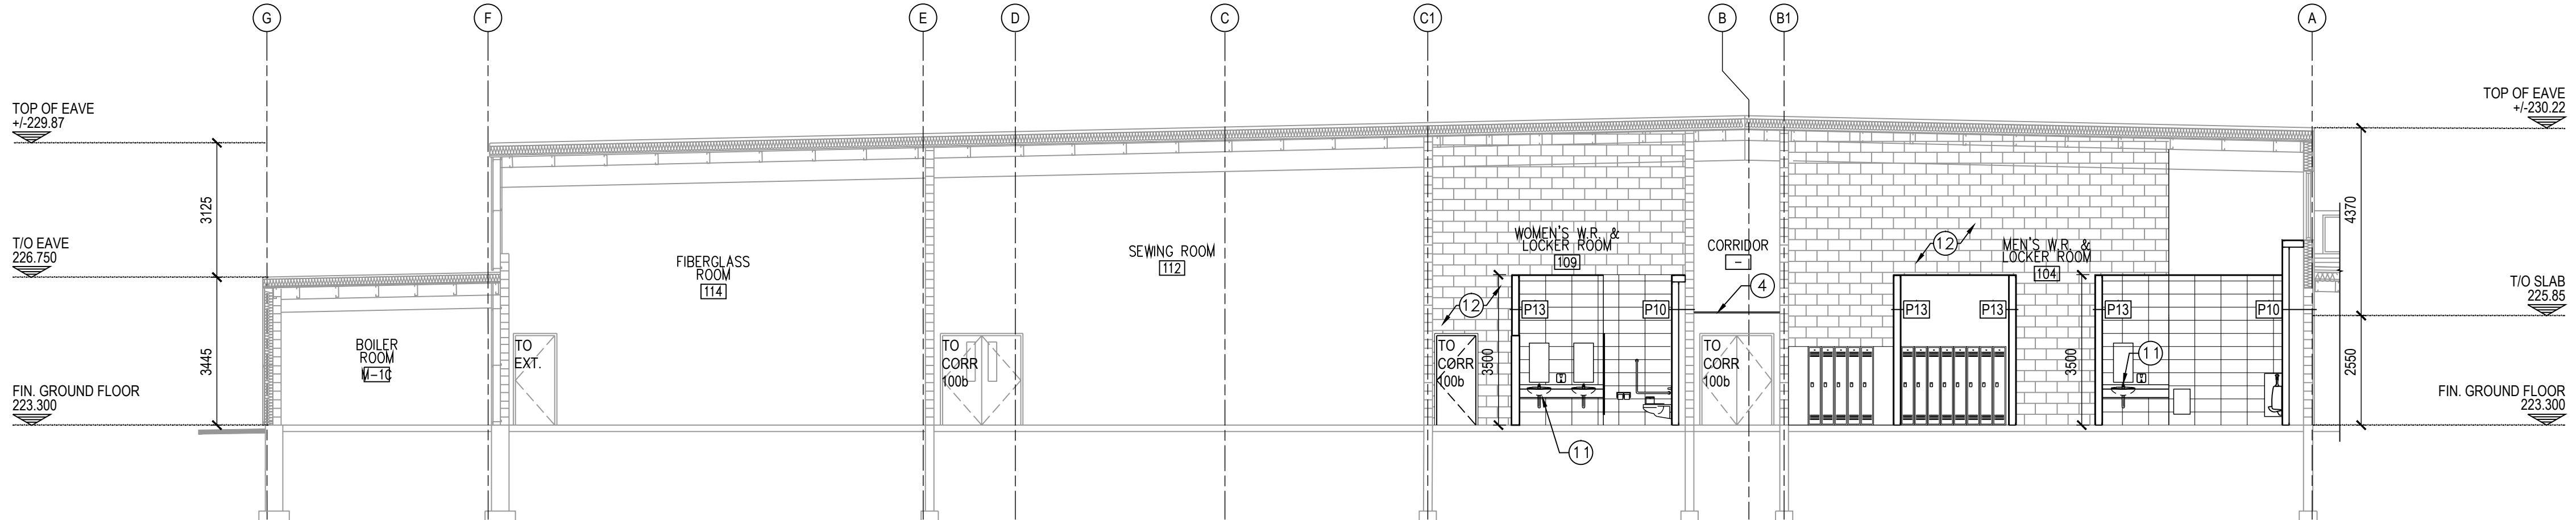 G
F
E
D
C
C1
B
B1
A
TOP OF EAVE
+/-229.87
TOP OF EAVE
+/-230.22
3125
4370
T/O EAVE
226.750
FIBERGLASS
ROOM
114
SEWING ROOM
112
WOMEN'S W.R. &
LOCKER ROOM
109
CORRIDOR
-
12
MEN'S W.R. &
LOCKER ROOM
104
T/O SLAB
225.85
4
12
P13
P10
P13
P13
P13
P10
BOILER
ROOM
M-1C
TO
EXT.
TO
CORR
100b
TO
CORR
100b
3500
TO
CORR
100b
3500
11
3445
2550
FIN. GROUND FLOOR
223.300
FIN. GROUND FLOOR
223.300
11